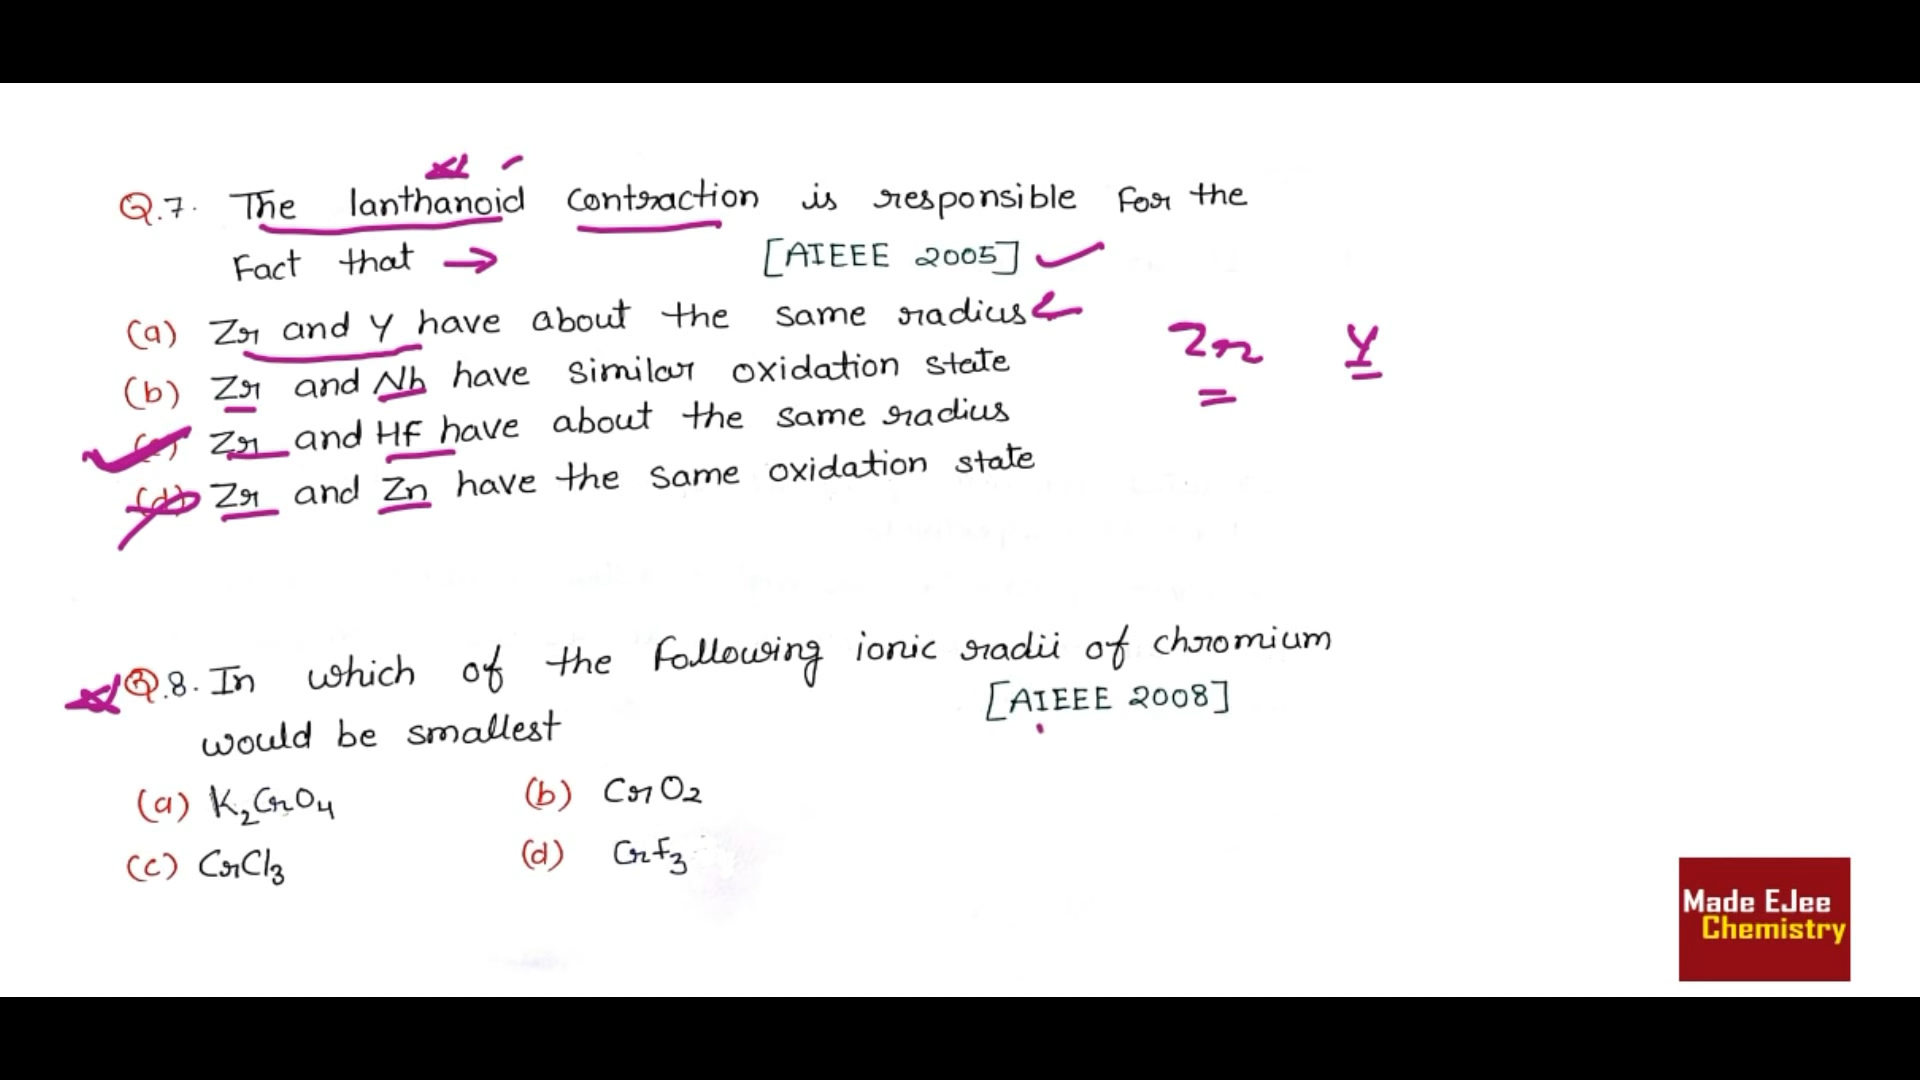 Q.7. The lanthanoid contraction is responsible For the
Fact that → [AIEEE 2005]
(a) Zr and Y have about the same radius
Zr Y
(b) Zr and Nb have similar oxidation state
(c) Zr and Hf have about the same radius
(d) Zr and Zn have the same oxidation state
Q.8. In which of the Following ionic radii of chromium
would be smallest [AIEEE 2008]
(a) K₂CrO₄ (b) CrO₂
(c) CrCl₃ (d) CrF₃
Made EJee
Chemistry